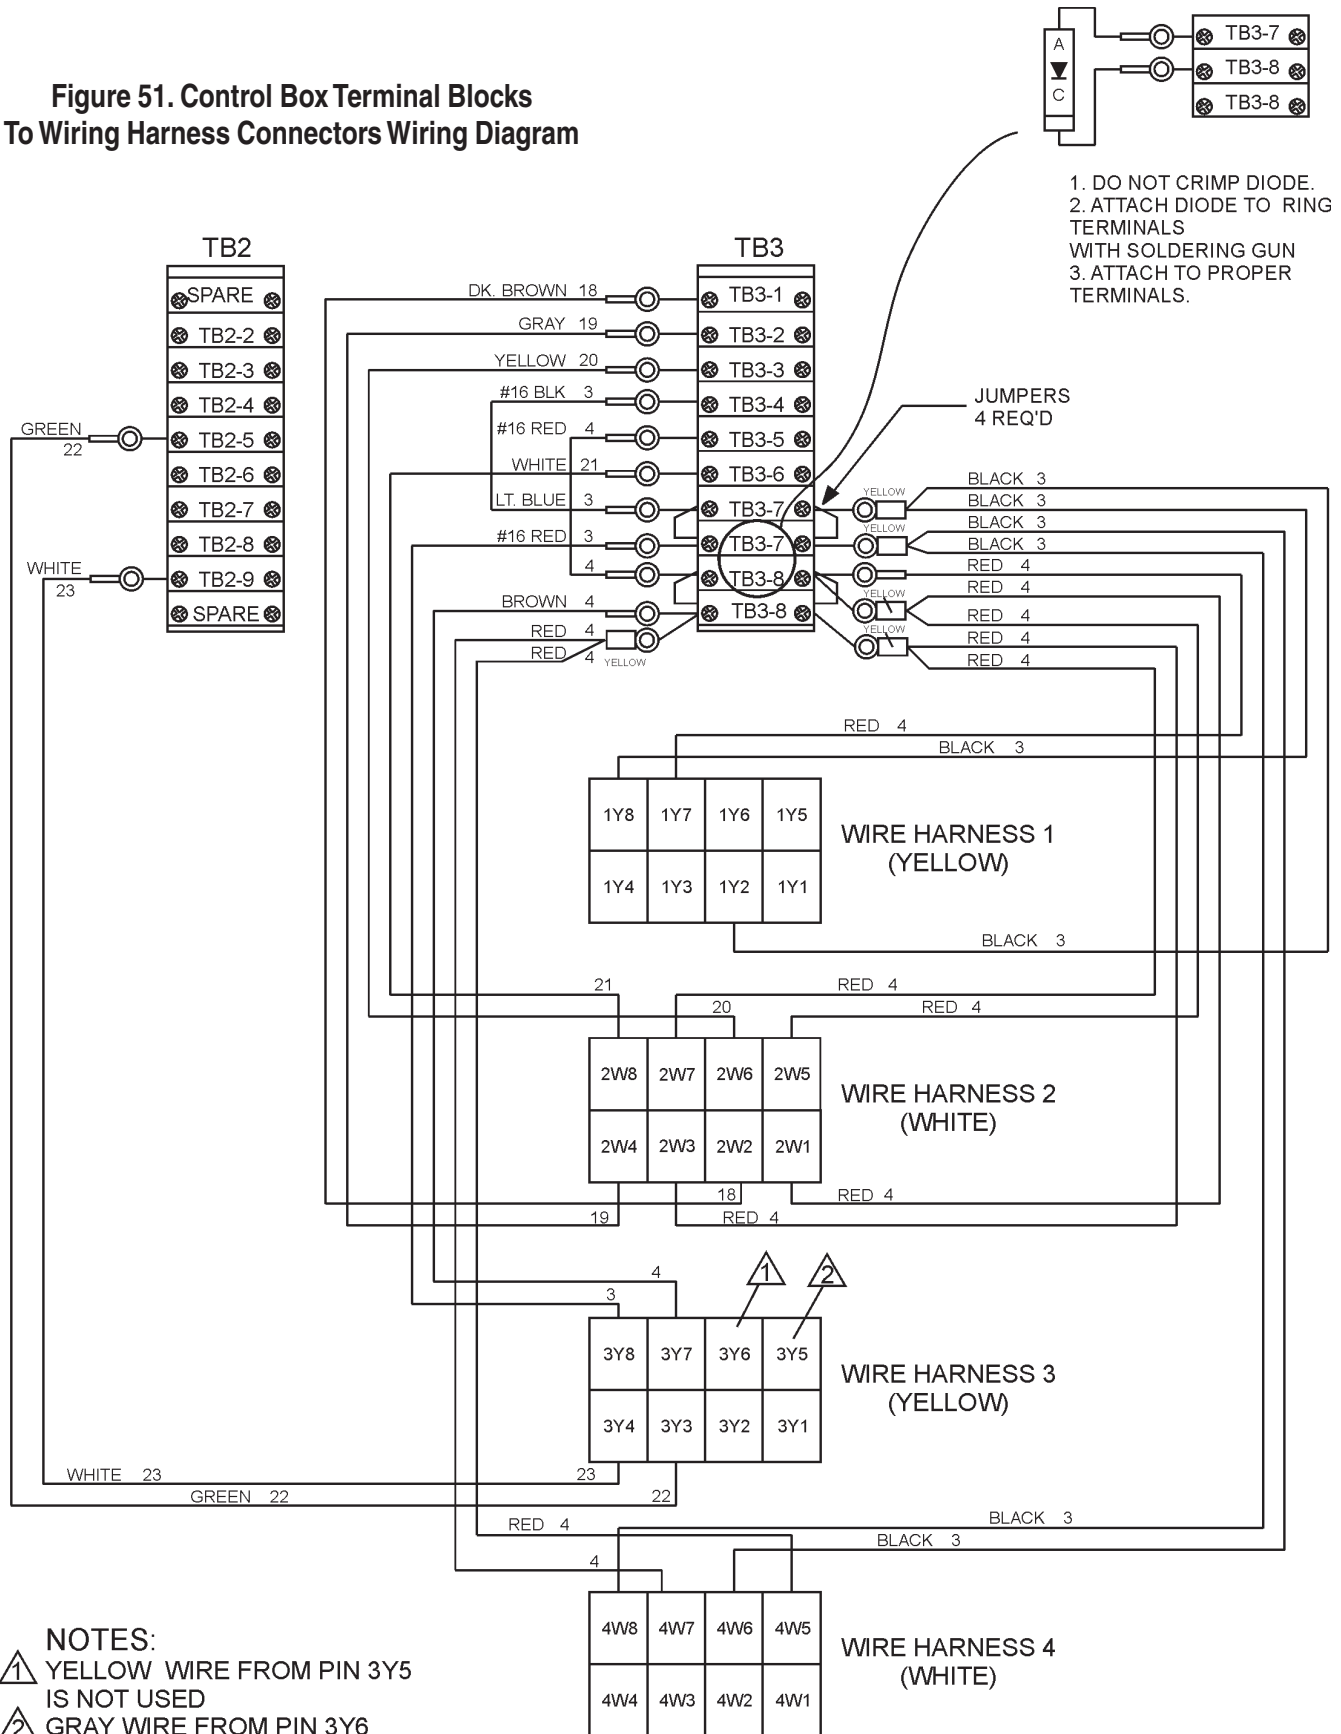 Figure 51. Control Box Terminal Blocks
To Wiring Harness Connectors Wiring Diagram
A
C
TB3-7
TB3-8
TB3-8
1. DO NOT CRIMP DIODE.
2. ATTACH DIODE TO RING
TERMINALS
WITH SOLDERING GUN
3. ATTACH TO PROPER
TERMINALS.
TB2
SPARE
TB2-2
TB2-3
TB2-4
TB2-5
TB2-6
TB2-7
TB2-8
TB2-9
SPARE
GREEN
22
WHITE
23
TB3
TB3-1
TB3-2
TB3-3
TB3-4
TB3-5
TB3-6
TB3-7
TB3-7
TB3-8
TB3-8
DK. BROWN 18
GRAY 19
YELLOW 20
#16 BLK 3
#16 RED 4
WHITE 21
LT. BLUE 3
#16 RED 3
4
BROWN 4
RED 4
RED 4
YELLOW
JUMPERS
4 REQ'D
YELLOW
YELLOW
YELLOW
YELLOW
BLACK 3
BLACK 3
BLACK 3
BLACK 3
RED 4
RED 4
RED 4
RED 4
RED 4
RED 4
BLACK 3
1Y8 1Y7 1Y6 1Y5
1Y4 1Y3 1Y2 1Y1
WIRE HARNESS 1
(YELLOW)
BLACK 3
21
RED 4
20
RED 4
2W8 2W7 2W6 2W5
2W4 2W3 2W2 2W1
WIRE HARNESS 2
(WHITE)
18
RED 4
19
RED 4
1
2
4
3
3Y8 3Y7 3Y6 3Y5
3Y4 3Y3 3Y2 3Y1
WIRE HARNESS 3
(YELLOW)
WHITE 23
23
GREEN 22
22
RED 4
BLACK 3
BLACK 3
4
4W8 4W7 4W6 4W5
4W4 4W3 4W2 4W1
WIRE HARNESS 4
(WHITE)
NOTES:
1 YELLOW WIRE FROM PIN 3Y5
IS NOT USED
2 GRAY WIRE FROM PIN 3Y6